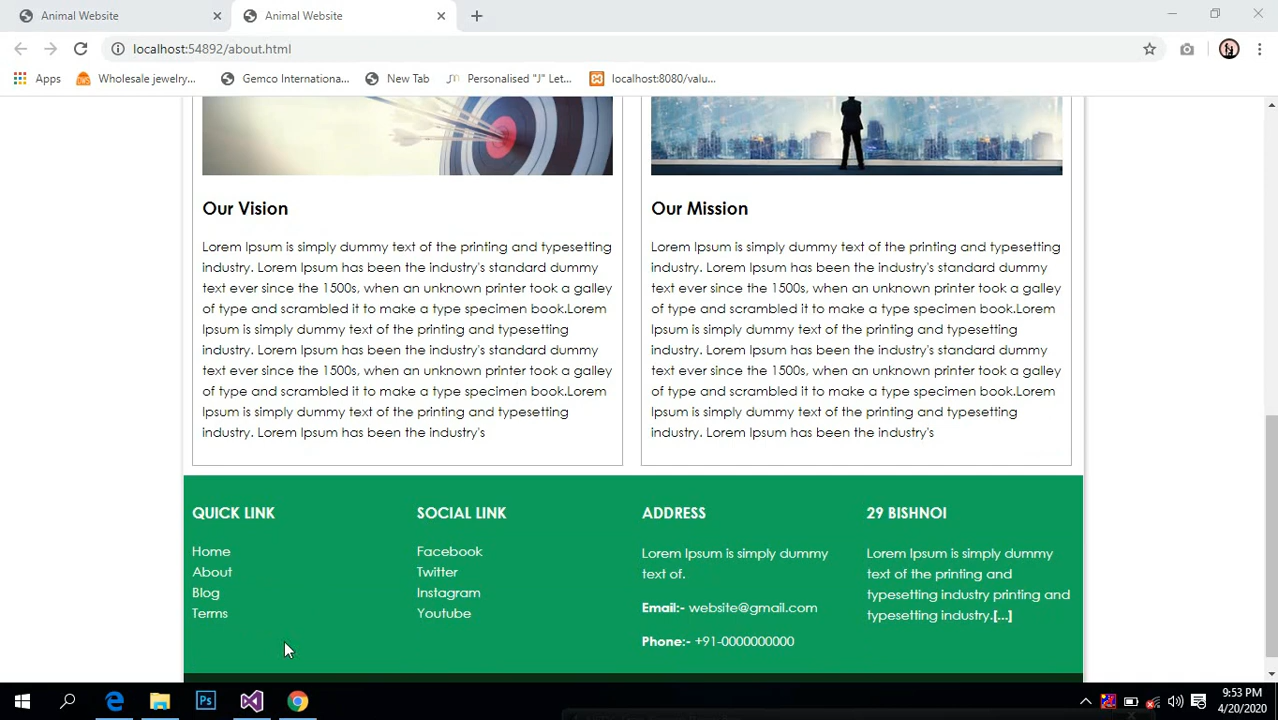 Animal Website
Animal Website
localhost:54892/about.html
Apps
Wholesale jewelry...
Gemco Internationa...
New Tab
Personalised "J" Let...
localhost:8080/valu...
Our Vision
Lorem Ipsum is simply dummy text of the printing and typesetting
industry. Lorem Ipsum has been the industry's standard dummy
text ever since the 1500s, when an unknown printer took a galley
of type and scrambled it to make a type specimen book.Lorem
Ipsum is simply dummy text of the printing and typesetting
industry. Lorem Ipsum has been the industry's standard dummy
text ever since the 1500s, when an unknown printer took a galley
of type and scrambled it to make a type specimen book.Lorem
Ipsum is simply dummy text of the printing and typesetting
industry. Lorem Ipsum has been the industry's
Our Mission
Lorem Ipsum is simply dummy text of the printing and typesetting
industry. Lorem Ipsum has been the industry's standard dummy
text ever since the 1500s, when an unknown printer took a galley
of type and scrambled it to make a type specimen book.Lorem
Ipsum is simply dummy text of the printing and typesetting
industry. Lorem Ipsum has been the industry's standard dummy
text ever since the 1500s, when an unknown printer took a galley
of type and scrambled it to make a type specimen book.Lorem
Ipsum is simply dummy text of the printing and typesetting
industry. Lorem Ipsum has been the industry's
QUICK LINK
Home
About
Blog
Terms
SOCIAL LINK
Facebook
Twitter
Instagram
Youtube
ADDRESS
Lorem Ipsum is simply dummy
text of.
Email:- website@gmail.com
Phone:- +91-0000000000
29 BISHNOI
Lorem Ipsum is simply dummy
text of the printing and
typesetting industry printing and
typesetting industry.[...]
Ps
9:53 PM
4/20/2020